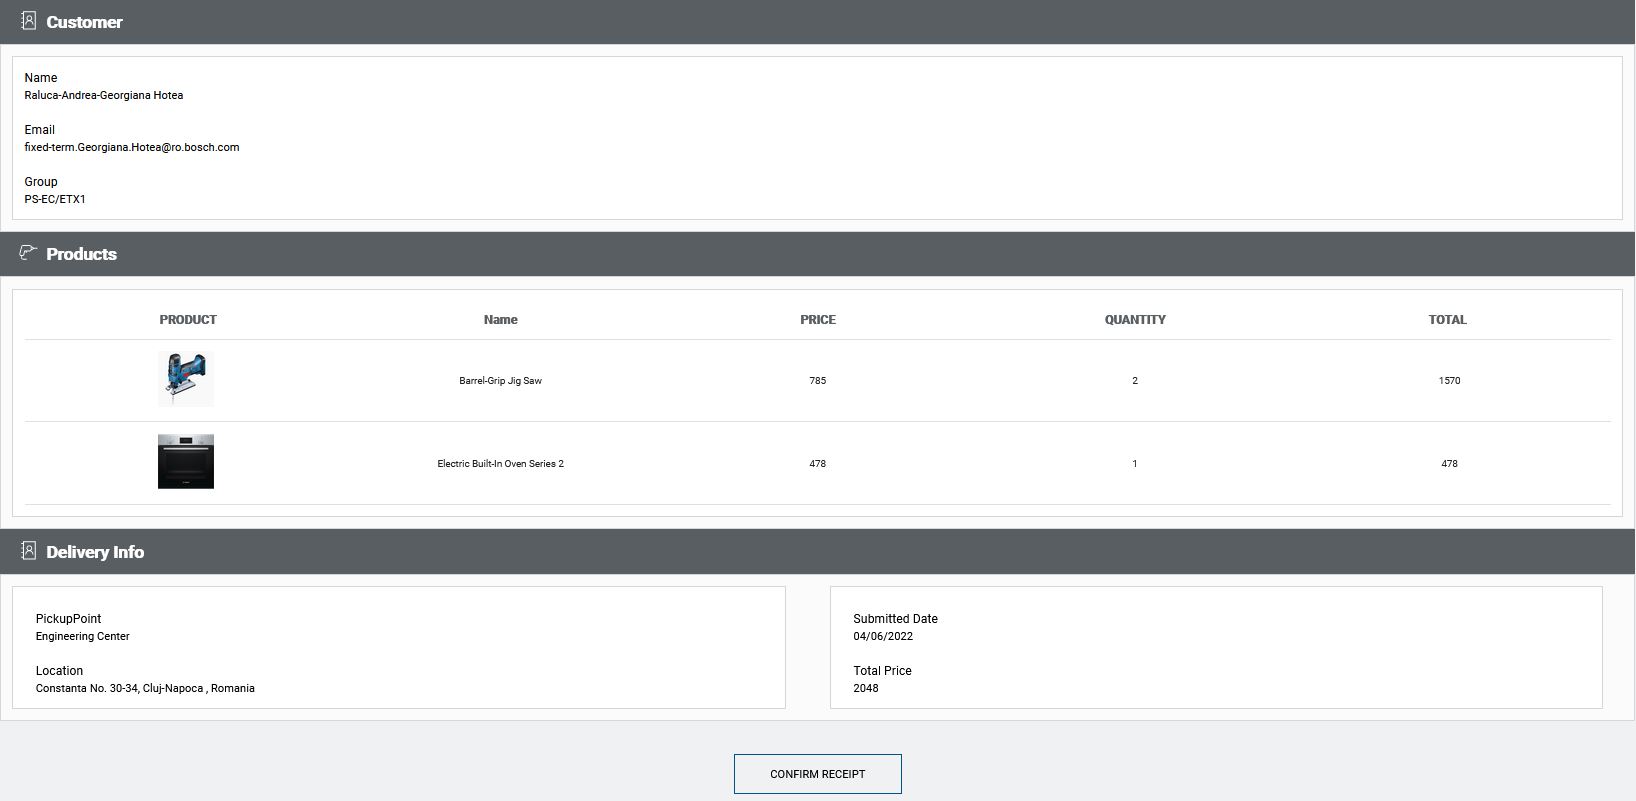 Customer
Name
Raluca-Andrea-Georgiana Hotea
Email
fixed-term.Georgiana.Hotea@ro.bosch.com
Group
PS-EC/ETX1
Products
PRODUCT Name PRICE QUANTITY TOTAL
Barrel-Grip Jig Saw 785 2 1570
Electric Built-In Oven Series 2 478 1 478
Delivery Info
PickupPoint
Engineering Center
Location
Constanta No. 30-34, Cluj-Napoca , Romania
Submitted Date
04/06/2022
Total Price
2048
CONFIRM RECEIPT